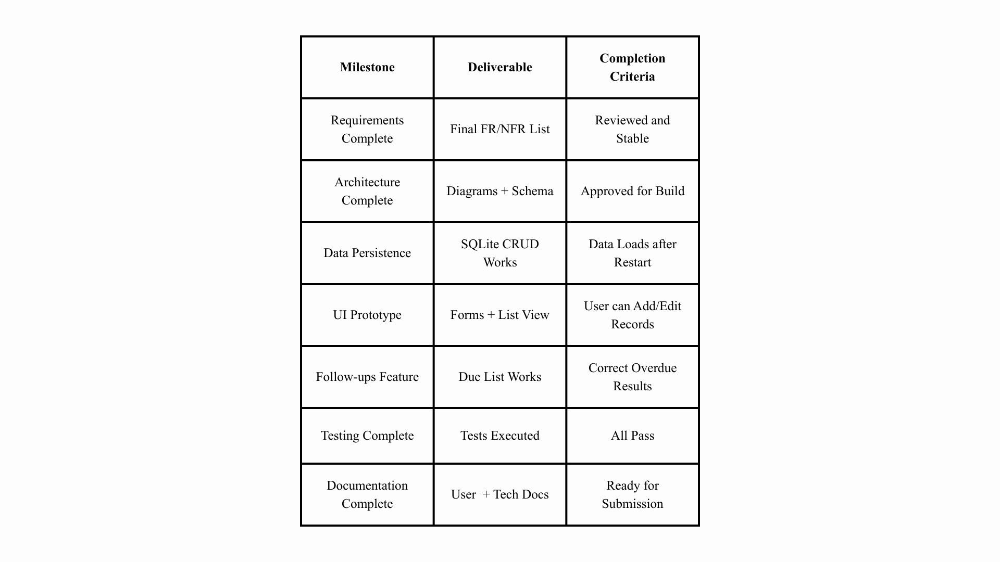 Milestone
Deliverable
Completion
Criteria
Requirements
Complete
Final FR/NFR List
Reviewed and
Stable
Architecture
Complete
Diagrams + Schema
Approved for Build
Data Persistence
SQLite CRUD
Works
Data Loads after
Restart
UI Prototype
Forms + List View
User can Add/Edit
Records
Follow-ups Feature
Due List Works
Correct Overdue
Results
Testing Complete
Tests Executed
All Pass
Documentation
Complete
User  + Tech Docs
Ready for
Submission